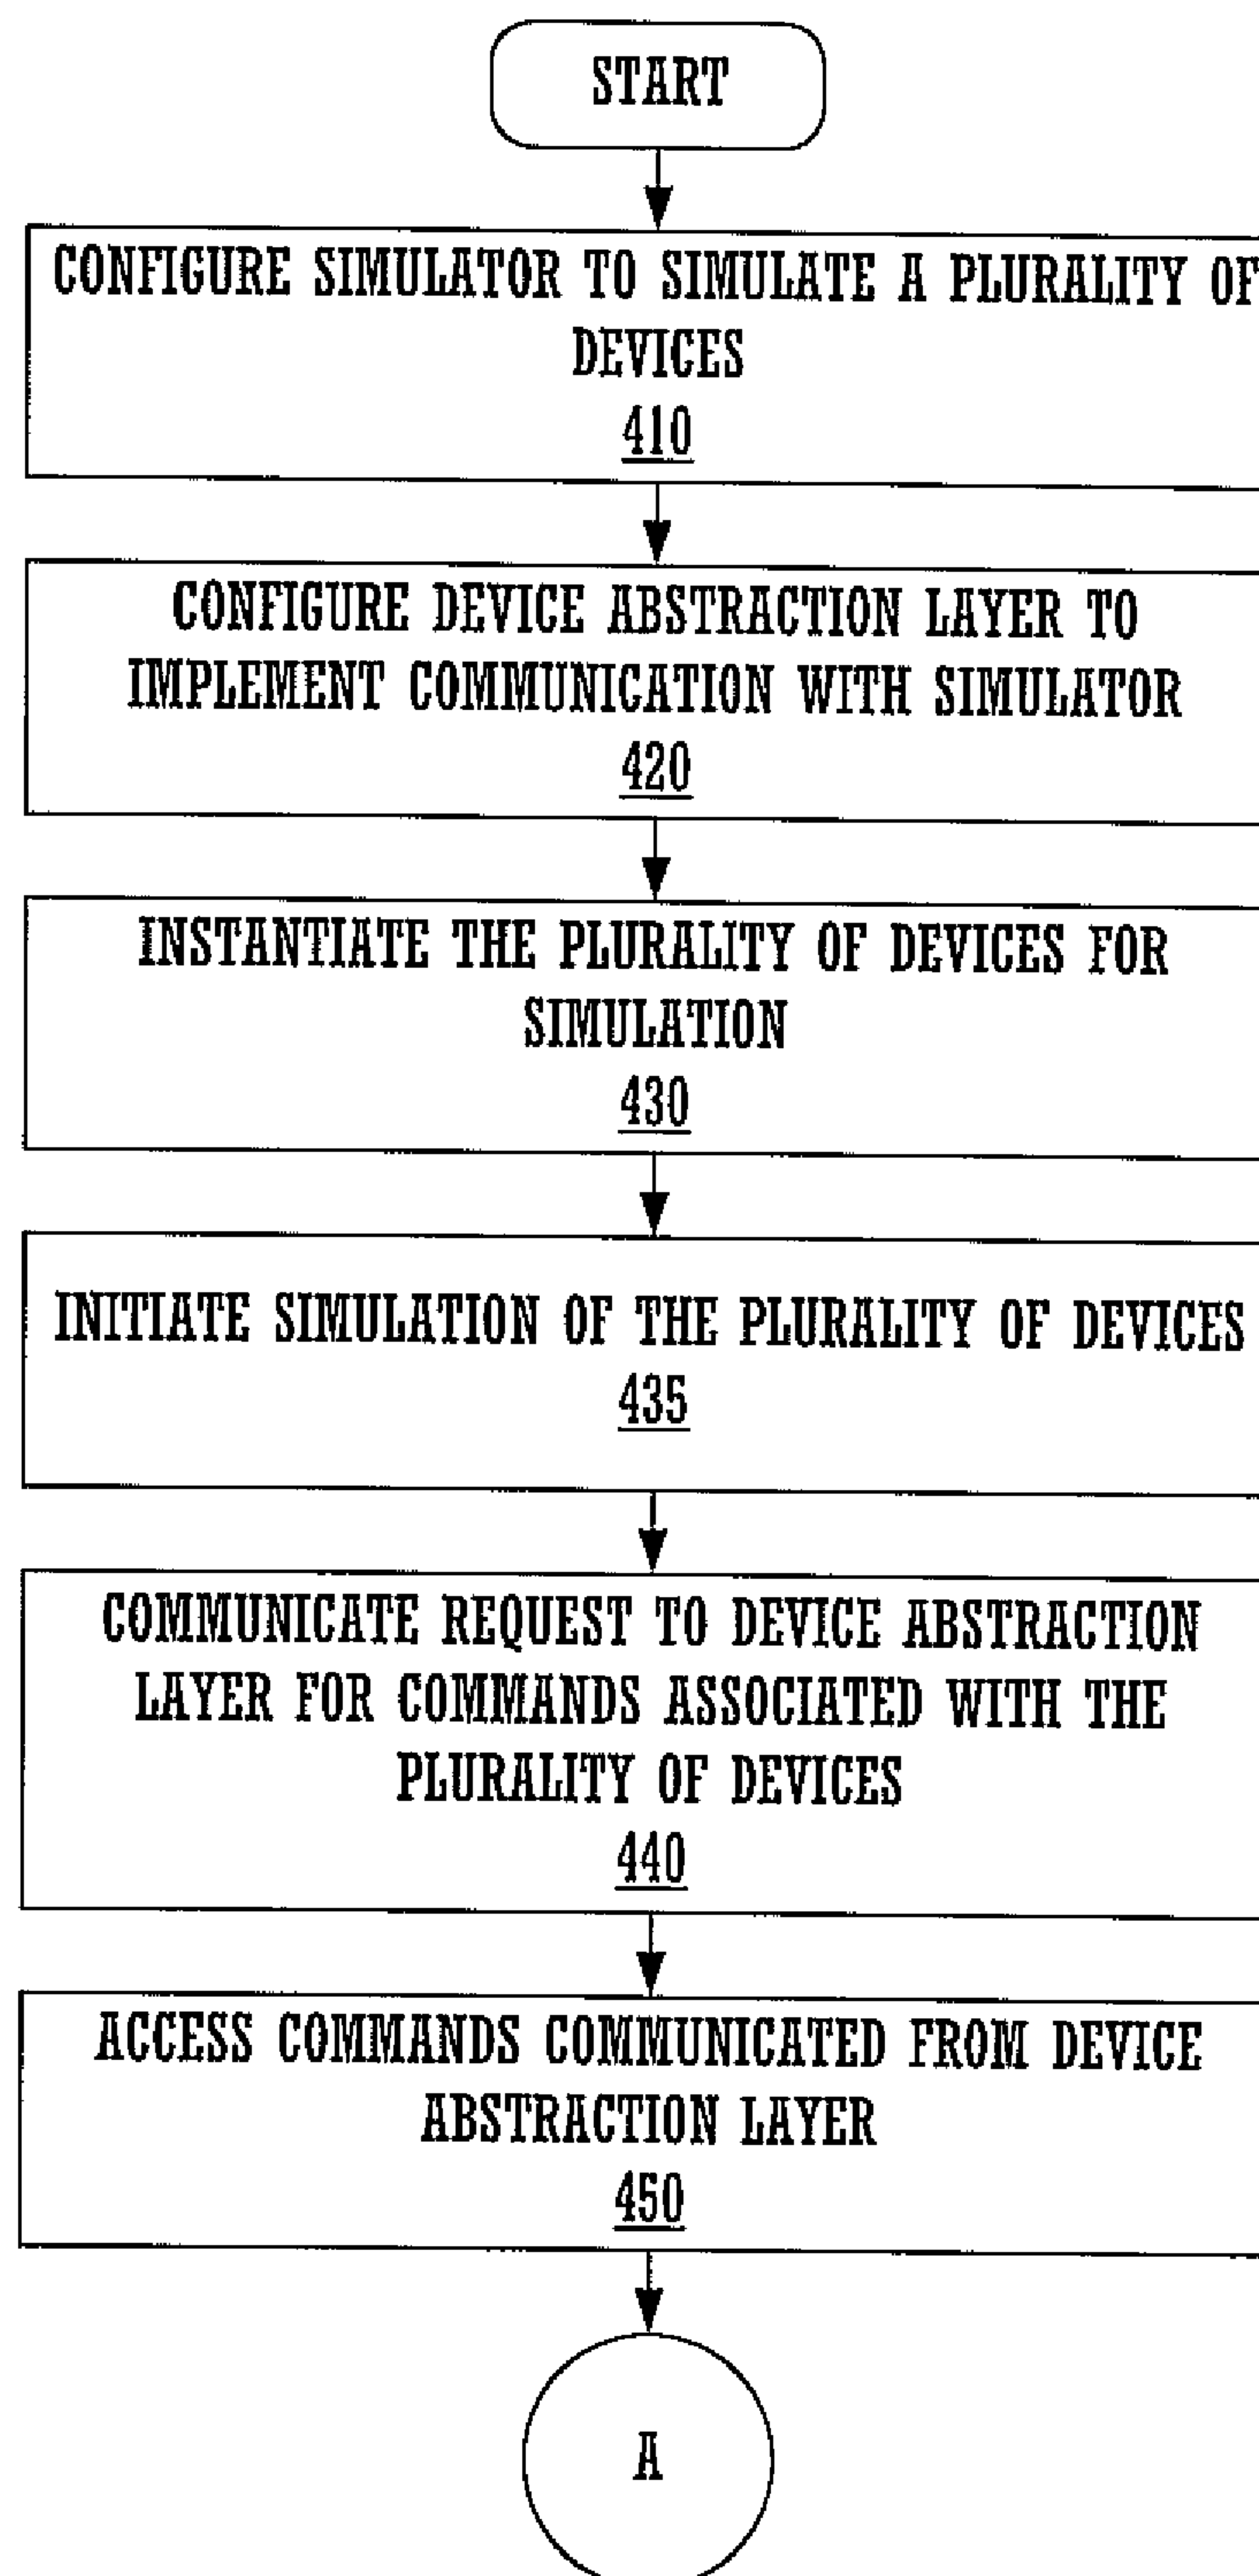 START
CONFIGURE SIMULATOR TO SIMULATE A PLURALITY OF
DEVICES
410
CONFIGURE DEVICE ABSTRACTION LAYER TO
IMPLEMENT COMMUNICATION WITH SIMULATOR
420
INSTANTIATE THE PLURALITY OF DEVICES FOR
SIMULATION
430
INITIATE SIMULATION OF THE PLURALITY OF DEVICES
435
COMMUNICATE REQUEST TO DEVICE ABSTRACTION
LAYER FOR COMMANDS ASSOCIATED WITH THE
PLURALITY OF DEVICES
440
ACCESS COMMANDS COMMUNICATED FROM DEVICE
ABSTRACTION LAYER
450
A